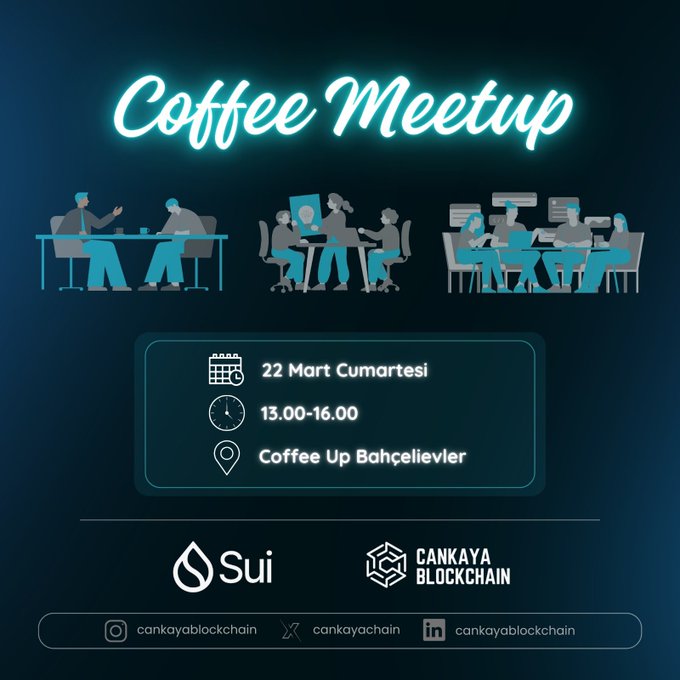 Coffee Meetup
22 Mart Cumartesi
13.00-16.00
Coffee Up Bahçelievler
Sui
CANKAYA
BLOCKCHAIN
cankayablockchain cankayachain cankayablockchain